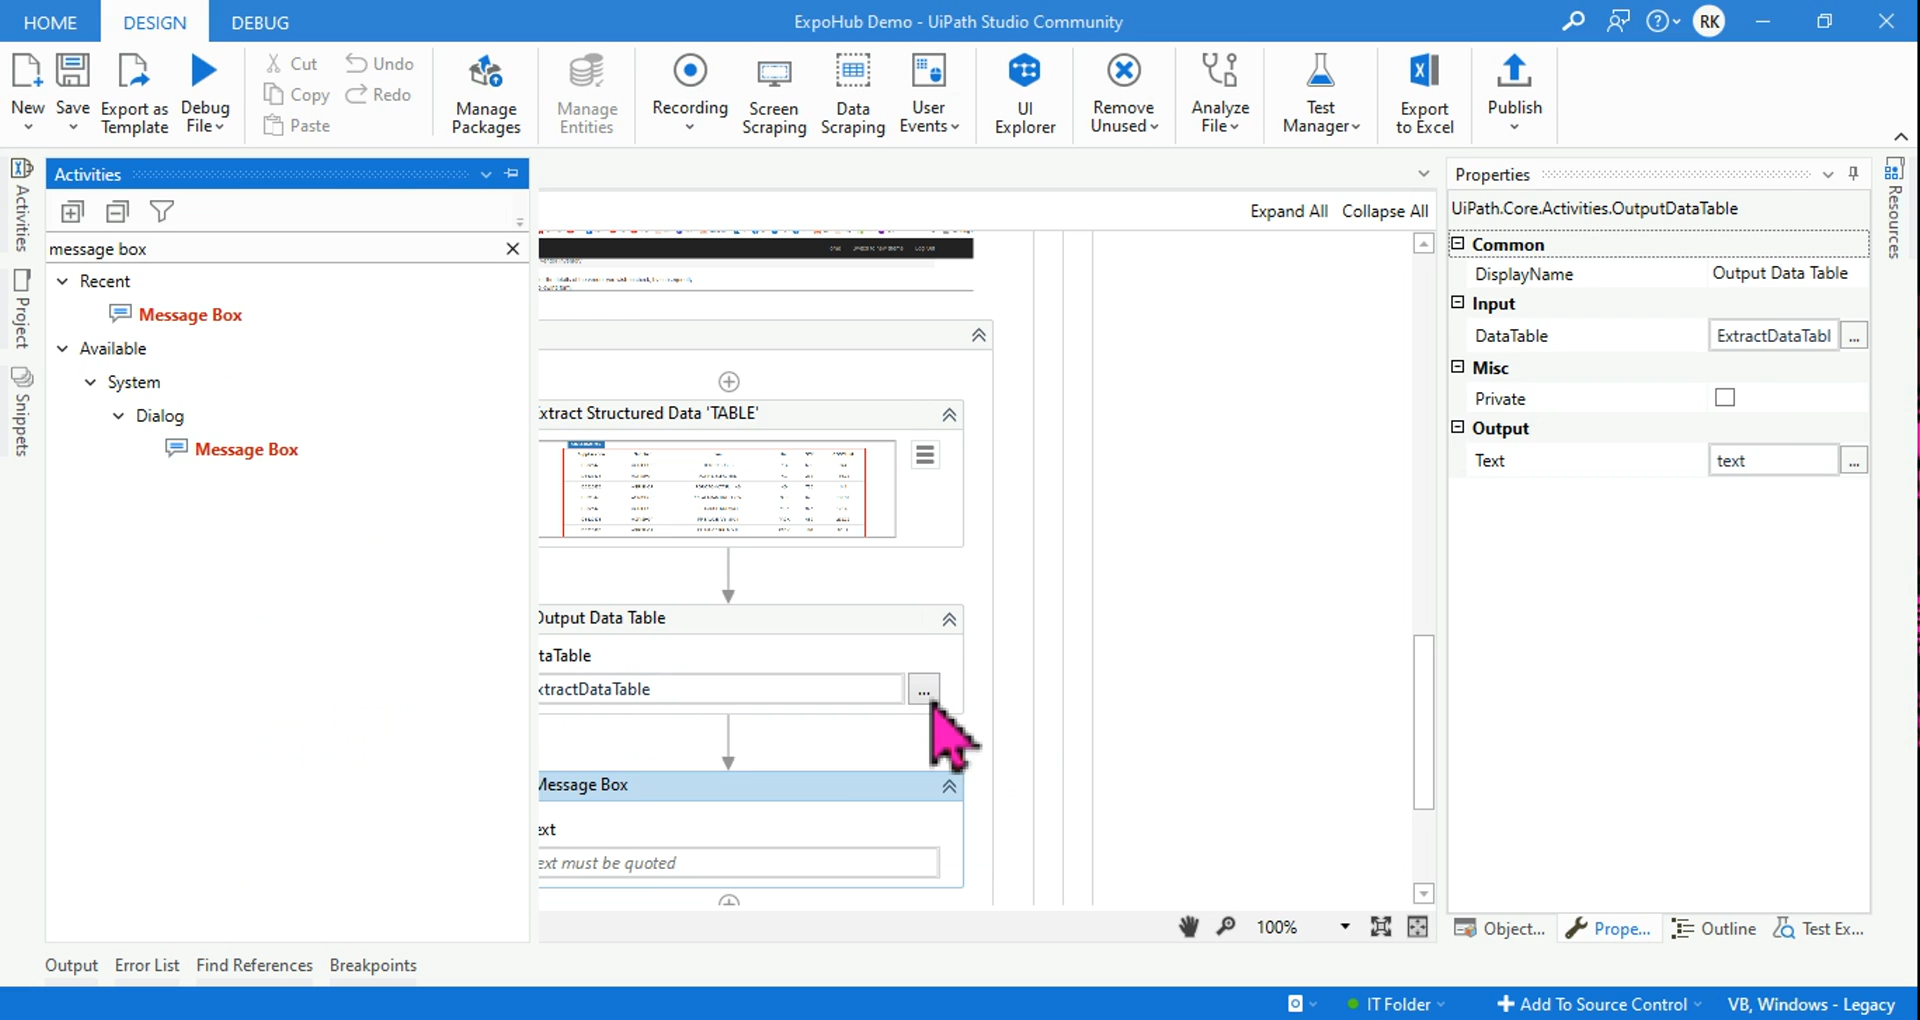 HOME DESIGN DEBUG ExpoHub Demo - UiPath Studio Community RK
New Save Export as Template Debug File Cut Copy Paste Undo Redo Manage Packages Manage Entities Recording Screen Scraping Data Scraping User Events UI Explorer Remove Unused Analyze File Test Manager Export to Excel Publish
Activities
Project
Snippets
Activities
message box
Recent
Message Box
Available
System
Dialog
Message Box
Expand All Collapse All
xtract Structured Data 'TABLE'
Output Data Table
taTable
xtractDataTable ...
Message Box
ext
ext must be quoted
100%
Properties
UiPath.Core.Activities.OutputDataTable
Common
DisplayName Output Data Table
Input
DataTable ExtractDataTabl ...
Misc
Private
Output
Text text ...
Resources
Object... Prope... Outline Test Ex...
Output Error List Find References Breakpoints
IT Folder Add To Source Control VB, Windows - Legacy